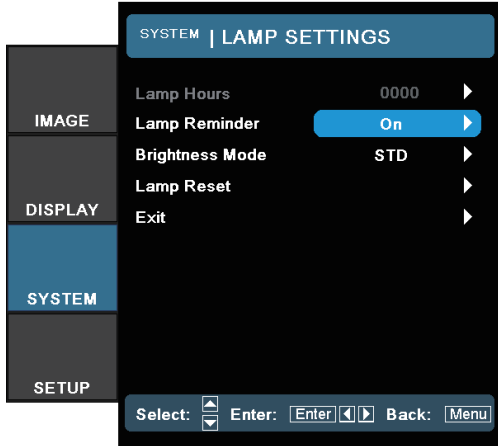 SYSTEM | LAMP SETTINGS
IMAGE
DISPLAY
SYSTEM
SETUP
Lamp Hours 0000
Lamp Reminder On
Brightness Mode STD
Lamp Reset
Exit
Select: Enter: Enter Back: Menu